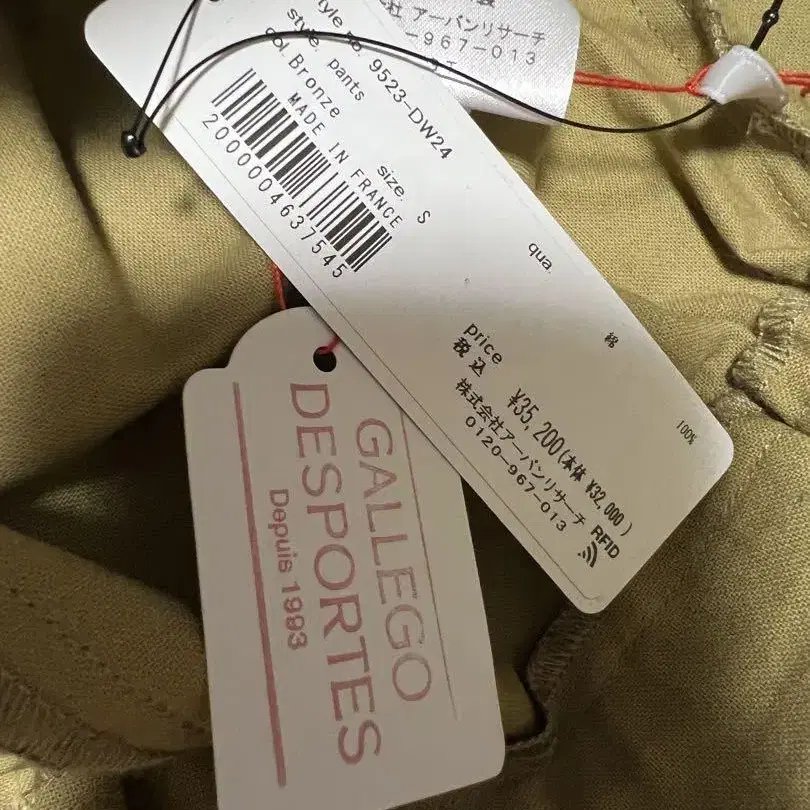 社 アーバンリサーチ
-967-013
style no. 9523-DW24
style. pants
col. Bronze
size. S
MADE IN FRANCE
2000004637545
qua.
綿
100%
price
税込
¥35,200(本体 ¥32,000)
株式会社アーバンリサーチ
0120-967-013
RFID
GALLEGO
DESPORTES
Depuis 1993